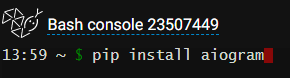 Bash console 23507449
13:59 ~ $ pip install aiogram